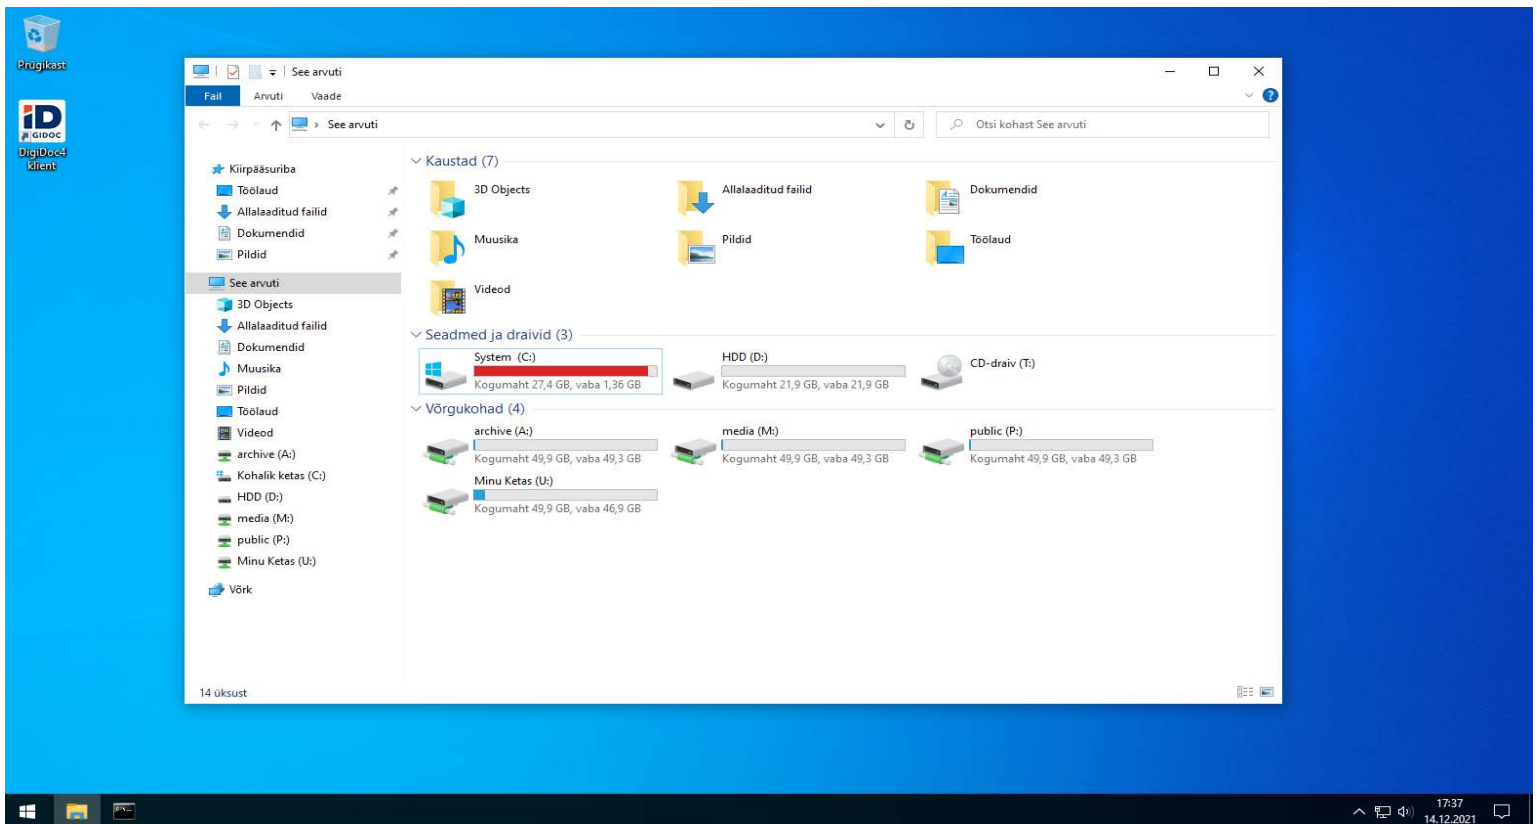 Prügikast
iD
GIDOC
DigiDoc4
klient
See arvuti
Fail Arvuti Vaade
See arvuti
Otsi kohast See arvuti
Kiirpääsuriba
Töölaud
Allalaaditud failid
Dokumendid
Pildid
See arvuti
3D Objects
Allalaaditud failid
Dokumendid
Muusika
Pildid
Töölaud
Videod
archive (A:)
Kohalik ketas (C:)
HDD (D:)
media (M:)
public (P:)
Minu Ketas (U:)
Võrk
Kaustad (7)
3D Objects
Allalaaditud failid
Dokumendid
Muusika
Pildid
Töölaud
Videod
Seadmed ja draivid (3)
System (C:)
Kogumaht 27,4 GB, vaba 1,36 GB
HDD (D:)
Kogumaht 21,9 GB, vaba 21,9 GB
CD-draiv (T:)
Võrgukohad (4)
archive (A:)
Kogumaht 49,9 GB, vaba 49,3 GB
media (M:)
Kogumaht 49,9 GB, vaba 49,3 GB
public (P:)
Kogumaht 49,9 GB, vaba 49,3 GB
Minu Ketas (U:)
Kogumaht 49,9 GB, vaba 46,9 GB
14 üksust
17:37
14.12.2021